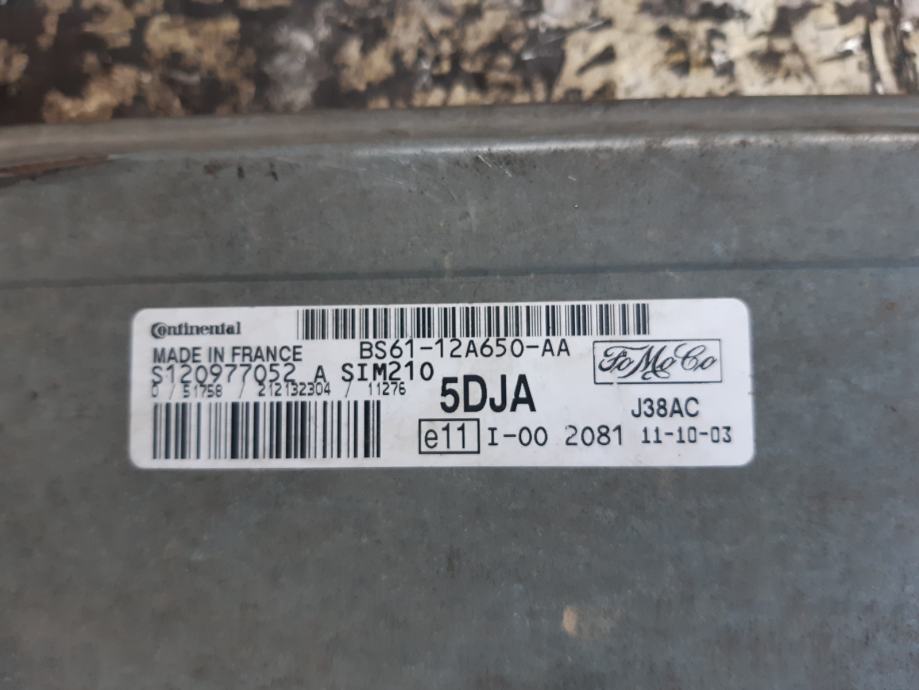 Continental
MADE IN FRANCE
BS61-12A650-AA
FoMoCo
S120977052 A SIM210
0 / 51758 / 212132304 / 11276
5DJA
J38AC
e11 I-00 2081 11-10-03